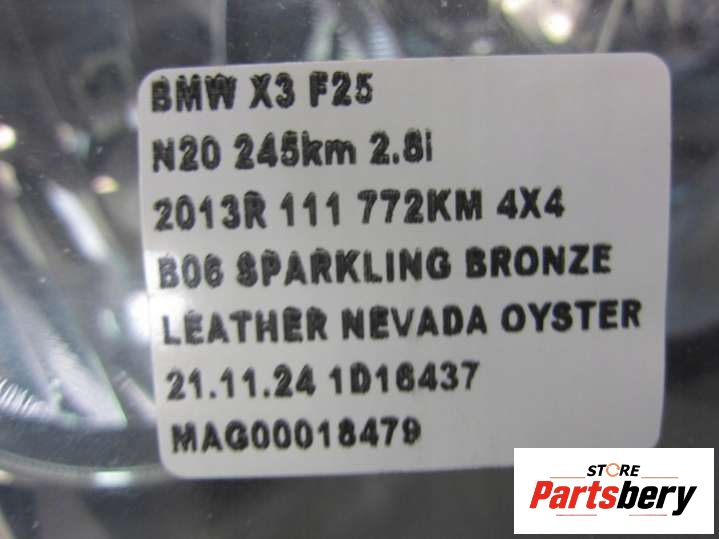 BMW X3 F25
N20 245km 2.8i
2013R 111 772KM 4X4
B06 SPARKLING BRONZE
LEATHER NEVADA OYSTER
21.11.24 1D16437
MAG00018479
STORE
Partsbery